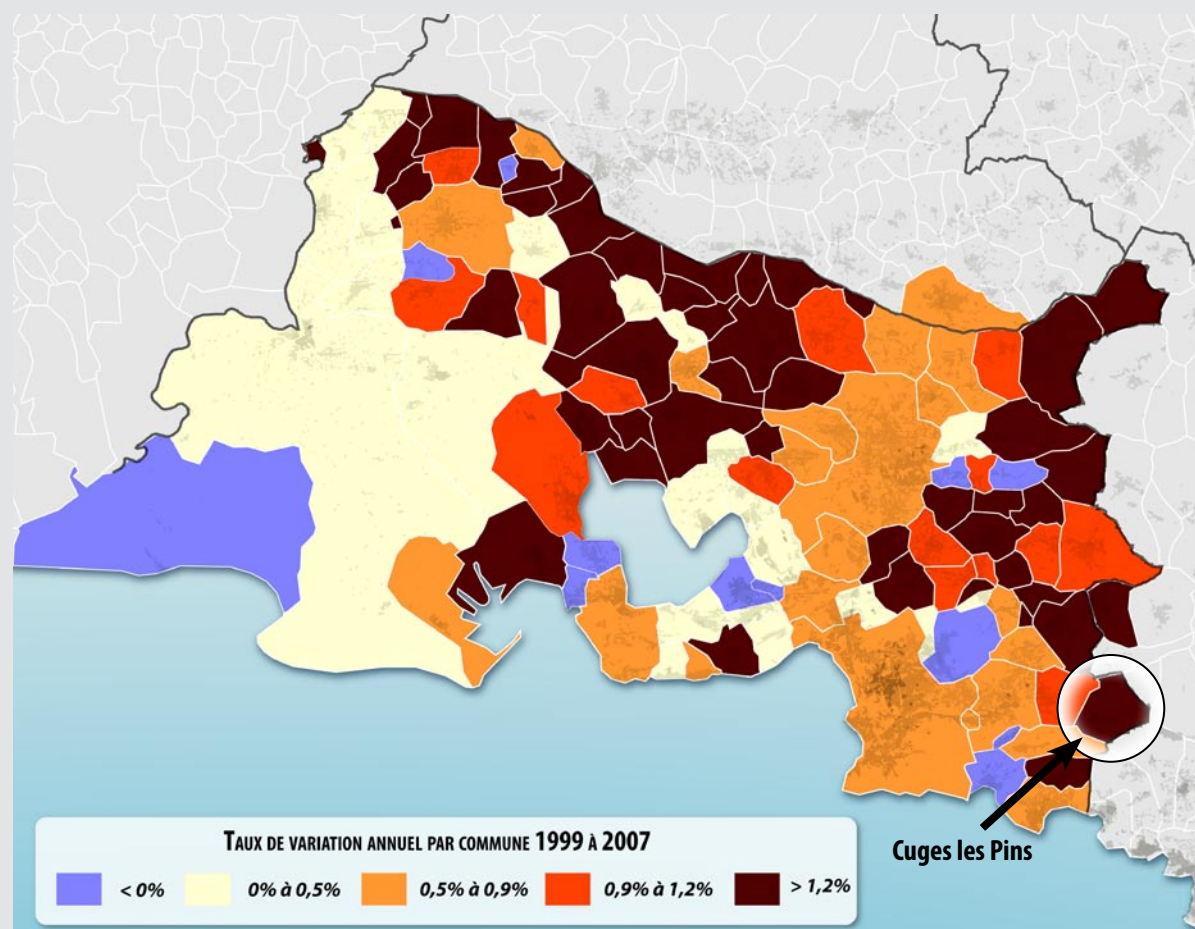 Cuges les Pins
TAUX DE VARIATION ANNUEL PAR COMMUNE 1999 À 2007
< 0%
0% à 0,5%
0,5% à 0,9%
0,9% à 1,2%
> 1,2%